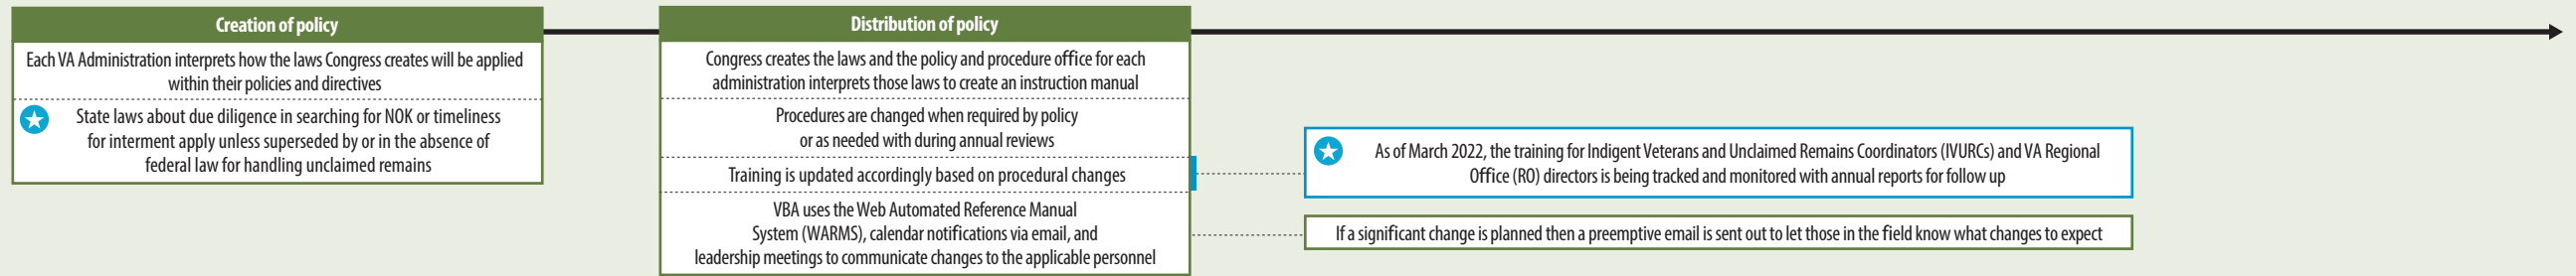 Creation of policy
Each VA Administration interprets how the laws Congress creates will be applied
within their policies and directives
State laws about due diligence in searching for NOK or timeliness
for interment apply unless superseded by or in the absence of
federal law for handling unclaimed remains
Distribution of policy
Congress creates the laws and the policy and procedure office for each
administration interprets those laws to create an instruction manual
Procedures are changed when required by policy
or as needed with during annual reviews
Training is updated accordingly based on procedural changes
VBA uses the Web Automated Reference Manual
System (WARMS), calendar notifications via email, and
leadership meetings to communicate changes to the applicable personnel
As of March 2022, the training for Indigent Veterans and Unclaimed Remains Coordinators (IVURCs) and VA Regional
Office (RO) directors is being tracked and monitored with annual reports for follow up
If a significant change is planned then a preemptive email is sent out to let those in the field know what changes to expect